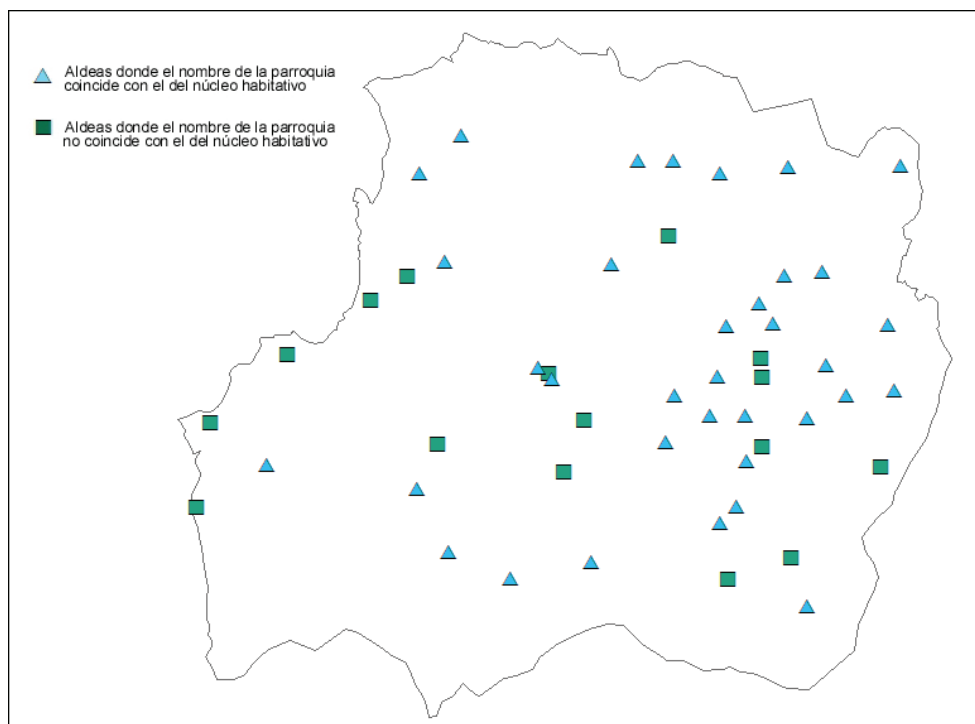 Aldeas donde el nombre de la parroquia
coincide con el del núcleo habitativo
Aldeas donde el nombre de la parroquia
no coincide con el del núcleo habitativo